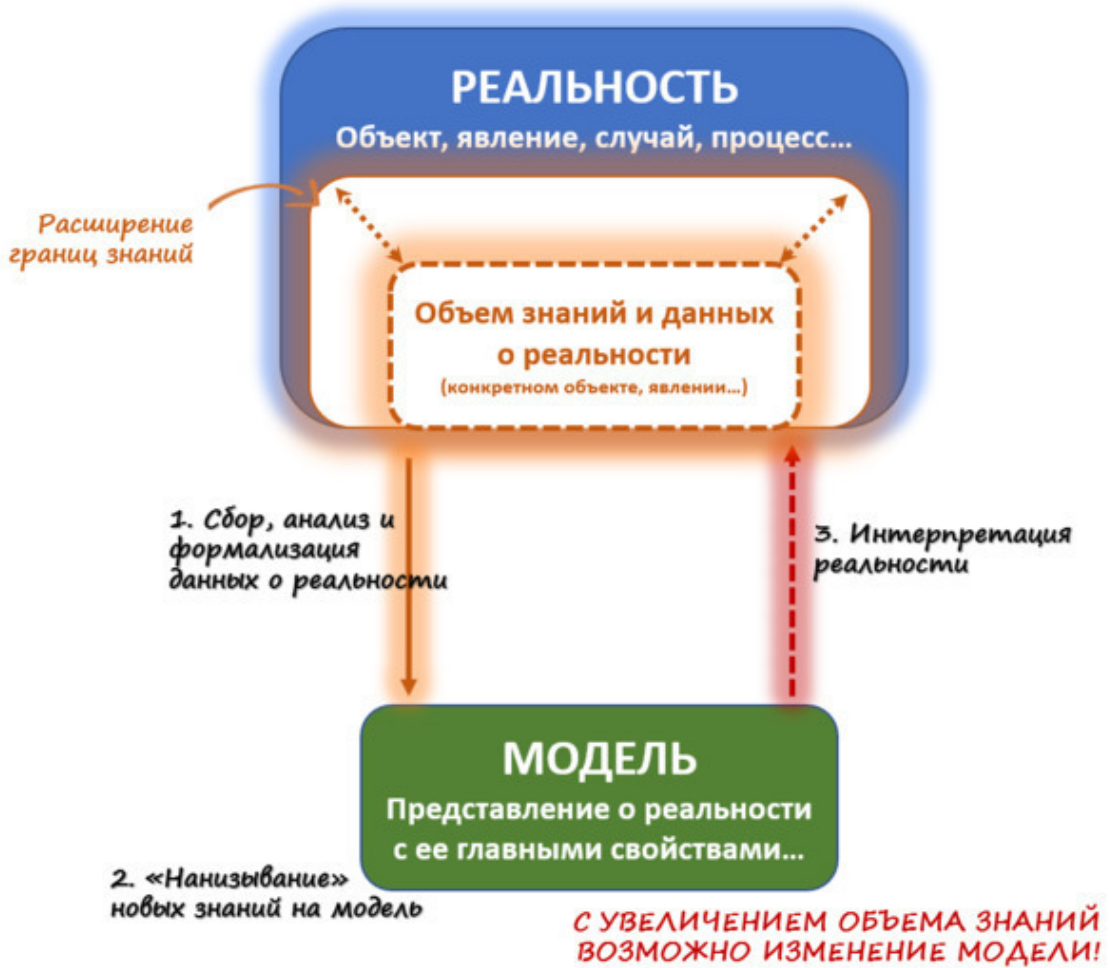 РЕАЛЬНОСТЬ
Объект, явление, случай, процесс...
Расширение
границ знаний
Объем знаний и данных
о реальности
(конкретном объекте, явлении...)
1. Сбор, анализ и
формализация
данных о реальности
3. Интерпретация
реальности
МОДЕЛЬ
Представление о реальности
с ее главными свойствами...
2. «Нанизывание»
новых знаний на модель
С УВЕЛИЧЕНИЕМ ОБЪЕМА ЗНАНИЙ
ВОЗМОЖНО ИЗМЕНЕНИЕ МОДЕЛИ!